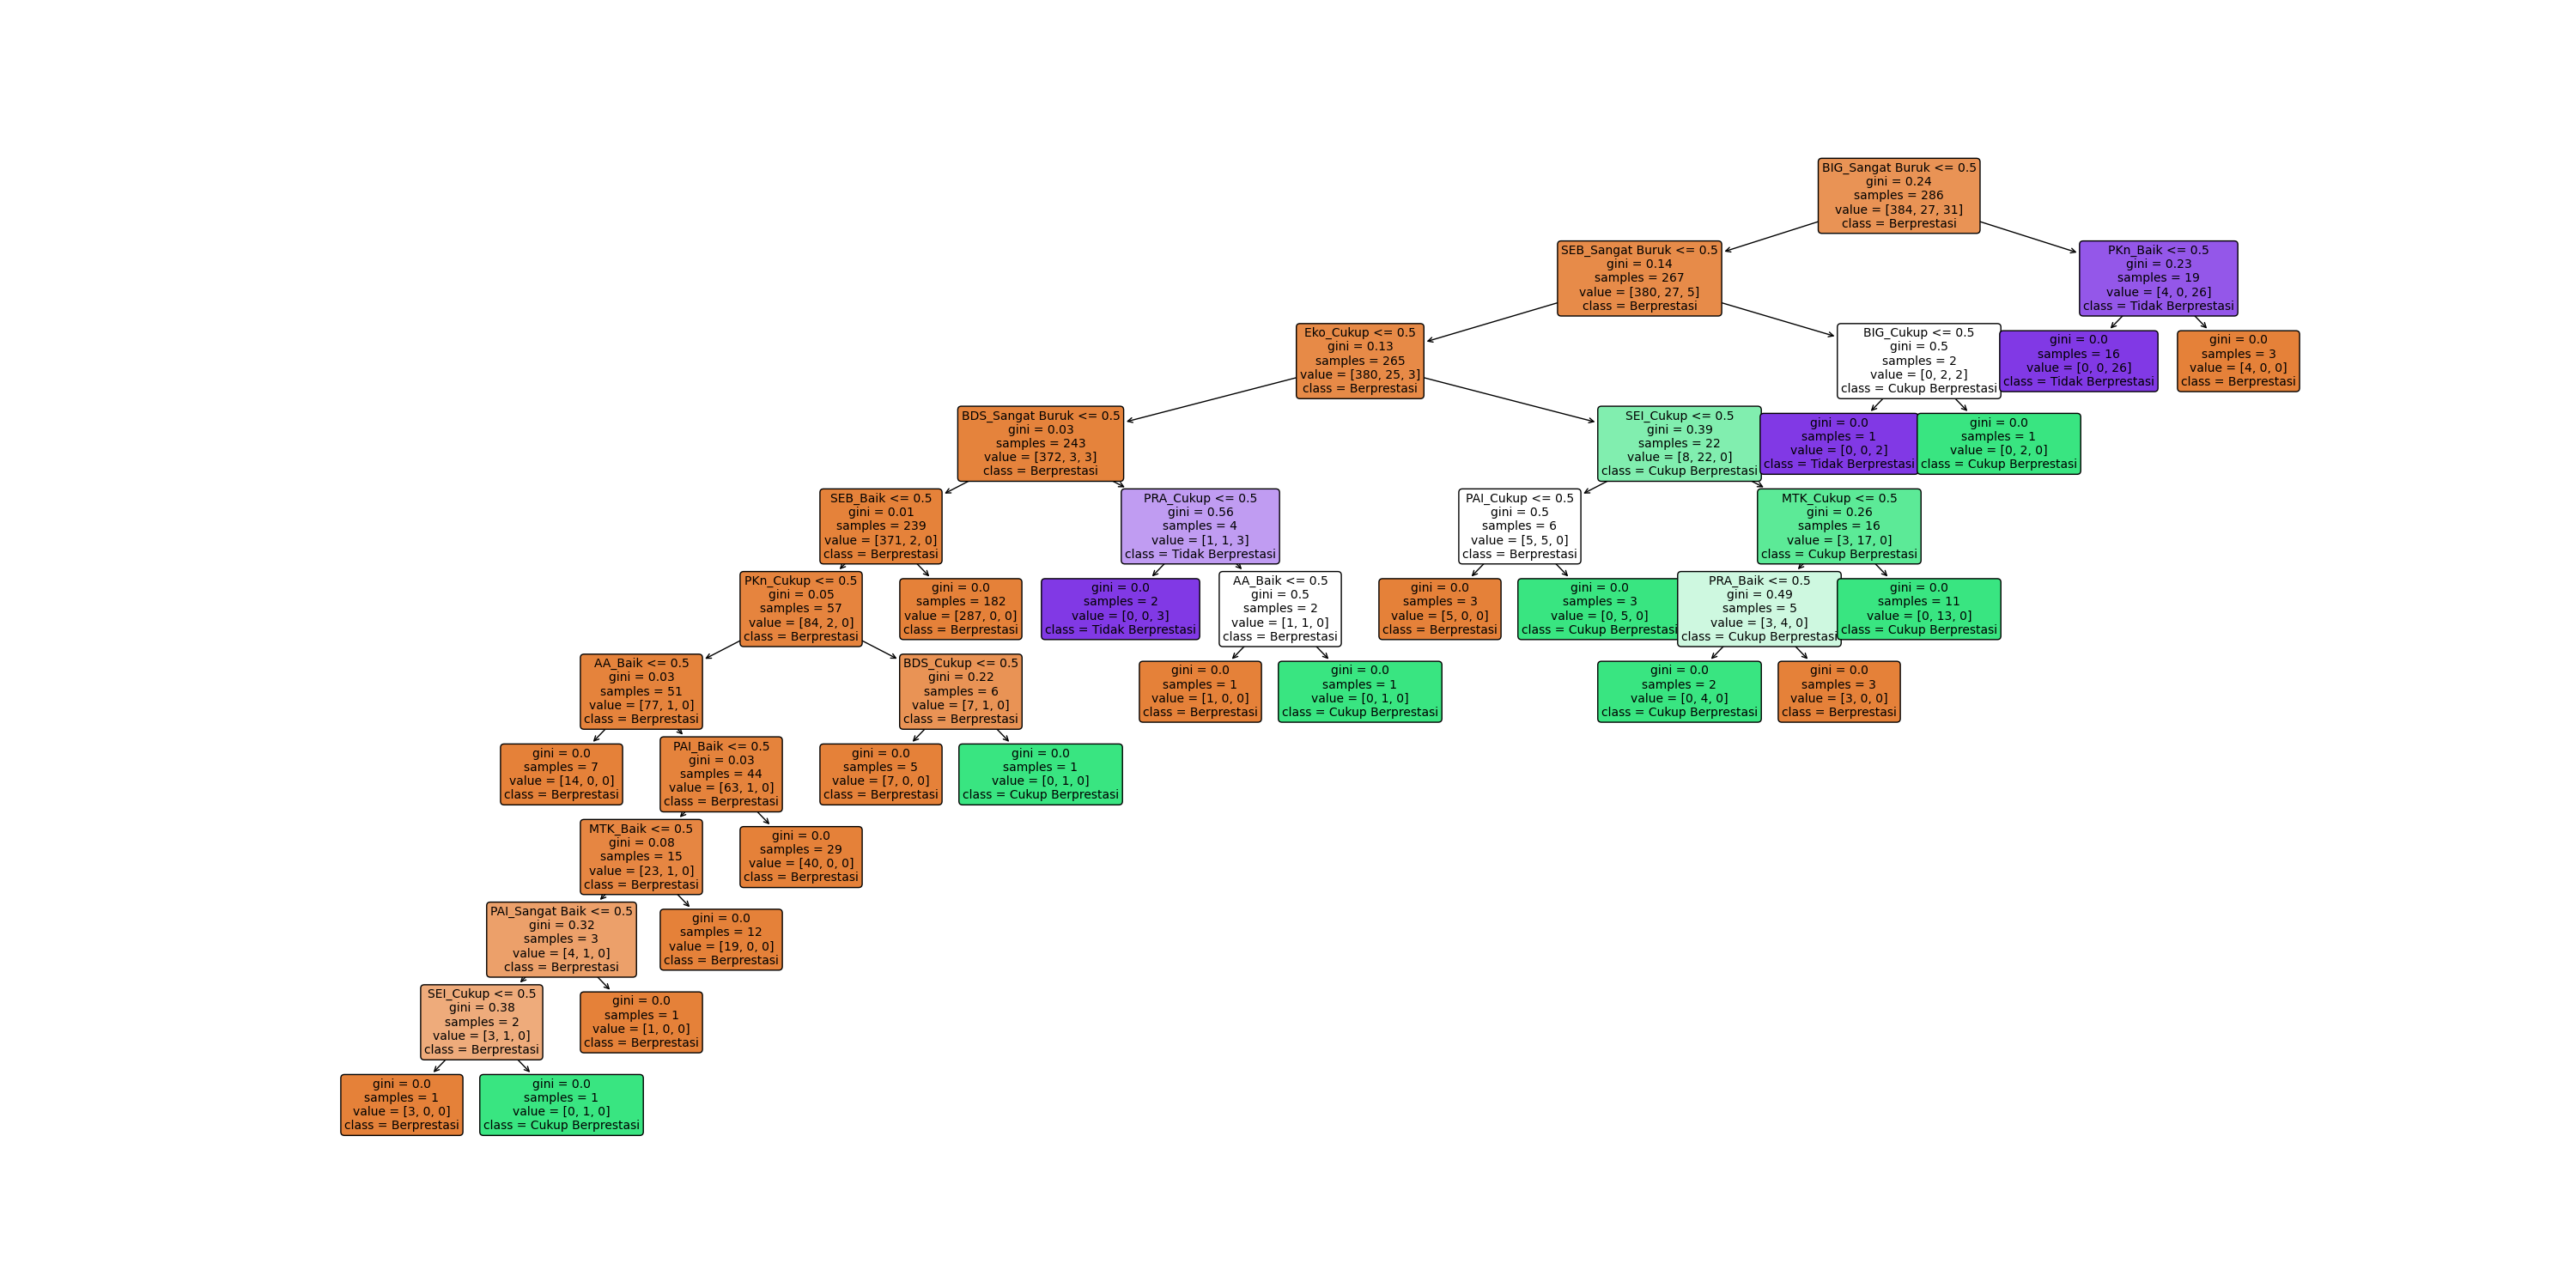 BIG_Sangat Buruk <= 0.5
gini = 0.24
samples = 286
value = [384, 27, 31]
class = Berprestasi
SEB_Sangat Buruk <= 0.5
gini = 0.14
samples = 267
value = [380, 27, 5]
class = Berprestasi
PKn_Baik <= 0.5
gini = 0.23
samples = 19
value = [4, 0, 26]
class = Tidak Berprestasi
Eko_Cukup <= 0.5
gini = 0.13
samples = 265
value = [380, 25, 3]
class = Berprestasi
BIG_Cukup <= 0.5
gini = 0.5
samples = 2
value = [0, 2, 2]
class = Cukup Berprestasi
gini = 0.0
samples = 16
value = [0, 0, 26]
class = Tidak Berprestasi
gini = 0.0
samples = 3
value = [4, 0, 0]
class = Berprestasi
BDS_Sangat Buruk <= 0.5
gini = 0.03
samples = 243
value = [372, 3, 3]
class = Berprestasi
SEI_Cukup <= 0.5
gini = 0.39
samples = 22
value = [8, 22, 0]
class = Cukup Berprestasi
gini = 0.0
samples = 1
value = [0, 0, 2]
class = Tidak Berprestasi
gini = 0.0
samples = 1
value = [0, 2, 0]
class = Cukup Berprestasi
SEB_Baik <= 0.5
gini = 0.01
samples = 239
value = [371, 2, 0]
class = Berprestasi
PRA_Cukup <= 0.5
gini = 0.56
samples = 4
value = [1, 1, 3]
class = Tidak Berprestasi
PAI_Cukup <= 0.5
gini = 0.5
samples = 6
value = [5, 5, 0]
class = Berprestasi
MTK_Cukup <= 0.5
gini = 0.26
samples = 16
value = [3, 17, 0]
class = Cukup Berprestasi
PKn_Cukup <= 0.5
gini = 0.05
samples = 57
value = [84, 2, 0]
class = Berprestasi
gini = 0.0
samples = 182
value = [287, 0, 0]
class = Berprestasi
gini = 0.0
samples = 2
value = [0, 0, 3]
class = Tidak Berprestasi
AA_Baik <= 0.5
gini = 0.5
samples = 2
value = [1, 1, 0]
class = Berprestasi
gini = 0.0
samples = 3
value = [5, 0, 0]
class = Berprestasi
gini = 0.0
samples = 3
value = [0, 5, 0]
class = Cukup Berprestasi
PRA_Baik <= 0.5
gini = 0.49
samples = 5
value = [3, 4, 0]
class = Cukup Berprestasi
gini = 0.0
samples = 11
value = [0, 13, 0]
class = Cukup Berprestasi
AA_Baik <= 0.5
gini = 0.03
samples = 51
value = [77, 1, 0]
class = Berprestasi
BDS_Cukup <= 0.5
gini = 0.22
samples = 6
value = [7, 1, 0]
class = Berprestasi
gini = 0.0
samples = 1
value = [1, 0, 0]
class = Berprestasi
gini = 0.0
samples = 1
value = [0, 1, 0]
class = Cukup Berprestasi
gini = 0.0
samples = 2
value = [0, 4, 0]
class = Cukup Berprestasi
gini = 0.0
samples = 3
value = [3, 0, 0]
class = Berprestasi
gini = 0.0
samples = 7
value = [14, 0, 0]
class = Berprestasi
PAI_Baik <= 0.5
gini = 0.03
samples = 44
value = [63, 1, 0]
class = Berprestasi
gini = 0.0
samples = 5
value = [7, 0, 0]
class = Berprestasi
gini = 0.0
samples = 1
value = [0, 1, 0]
class = Cukup Berprestasi
MTK_Baik <= 0.5
gini = 0.08
samples = 15
value = [23, 1, 0]
class = Berprestasi
gini = 0.0
samples = 29
value = [40, 0, 0]
class = Berprestasi
PAI_Sangat Baik <= 0.5
gini = 0.32
samples = 3
value = [4, 1, 0]
class = Berprestasi
gini = 0.0
samples = 12
value = [19, 0, 0]
class = Berprestasi
SEI_Cukup <= 0.5
gini = 0.38
samples = 2
value = [3, 1, 0]
class = Berprestasi
gini = 0.0
samples = 1
value = [1, 0, 0]
class = Berprestasi
gini = 0.0
samples = 1
value = [3, 0, 0]
class = Berprestasi
gini = 0.0
samples = 1
value = [0, 1, 0]
class = Cukup Berprestasi